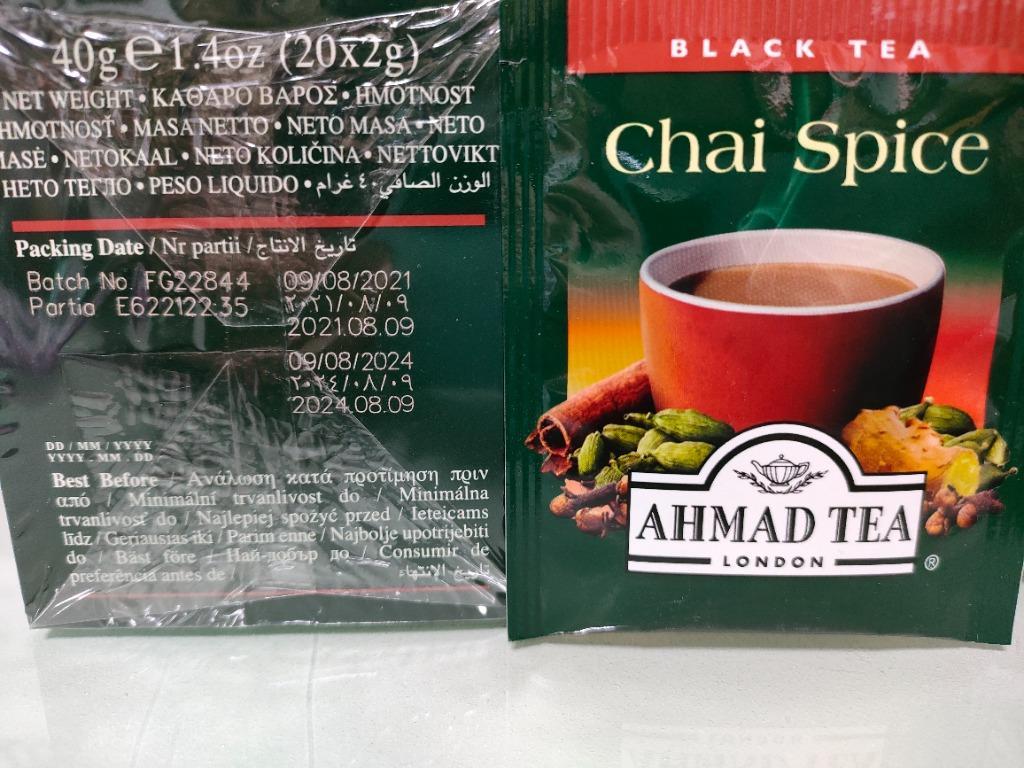 40g ℮ 1.4oz (20x2g)
NET WEIGHT • ΚΑΘΑΡΟ ΒΑΡΟΣ • HMOTNOST
HMOTNOSŤ • MASA NETTO • NETO MASA • NETO
MASĖ • NETOKAAL • NETO KOLIČINA • NETTOVIKT
НЕТО ТЕГЛО • PESO LIQUIDO • الوزن الصافي ٤٠ غرام
Packing Date / Nr partii / تاريخ الانتاج
Batch No. FG22844 09/08/2021
Partia E622122:35 ٢٠٢١/٠٨/٠٩
2021.08.09
09/08/2024
٢٠٢٤/٠٨/٠٩
2024.08.09
DD / MM / YYYY
YYYY . MM . DD
Best Before / Ανάλωση κατά προτίμηση πριν
από / Minimální trvanlivost do / Minimálna
trvanlivosť do / Najlepiej spożyć przed / Ieteicams
līdz / Geriausias iki / Parim enne / Najbolje upotrijebiti
do / Bäst före / Най-добър до / Consumir de
preferência antes de / تاريخ الانتهاء
BLACK TEA
Chai Spice
AHMAD TEA
LONDON
®